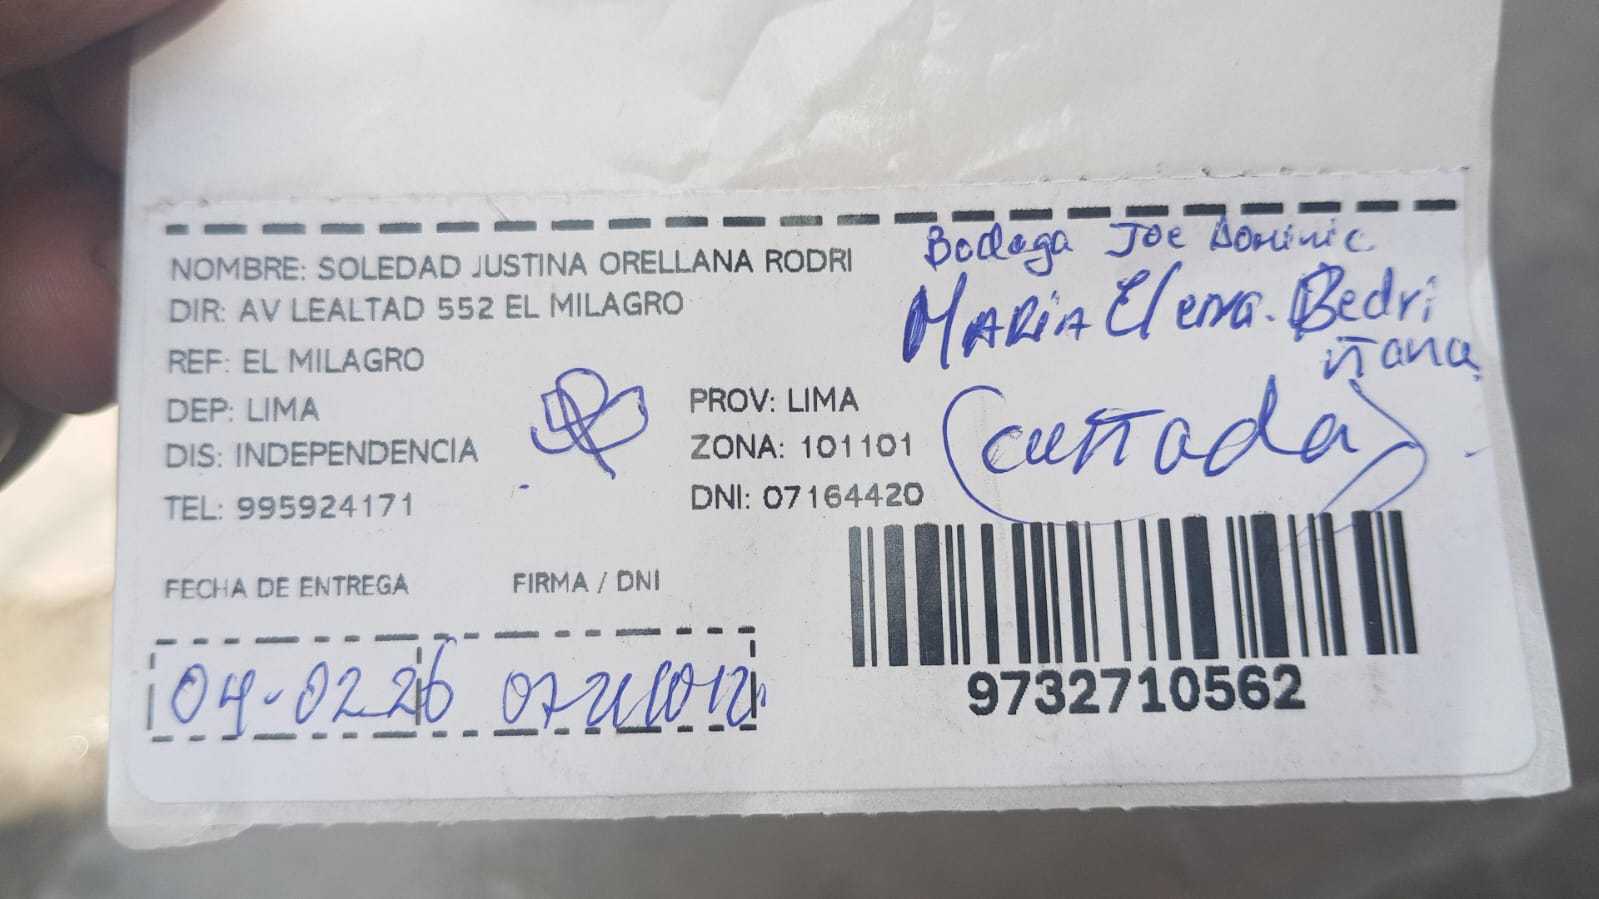 NOMBRE: SOLEDAD JUSTINA ORELLANA RODRI
DIR: AV LEALTAD 552 EL MILAGRO
REF: EL MILAGRO
DEP: LIMA
PROV: LIMA
DIS: INDEPENDENCIA
ZONA: 101101
TEL: 995924171
DNI: 07164420
Bodega Joe Dominic
MARIA Elena. Bedri
ñana
(cuñada)
FECHA DE ENTREGA
FIRMA / DNI
04-02-26
9732710562